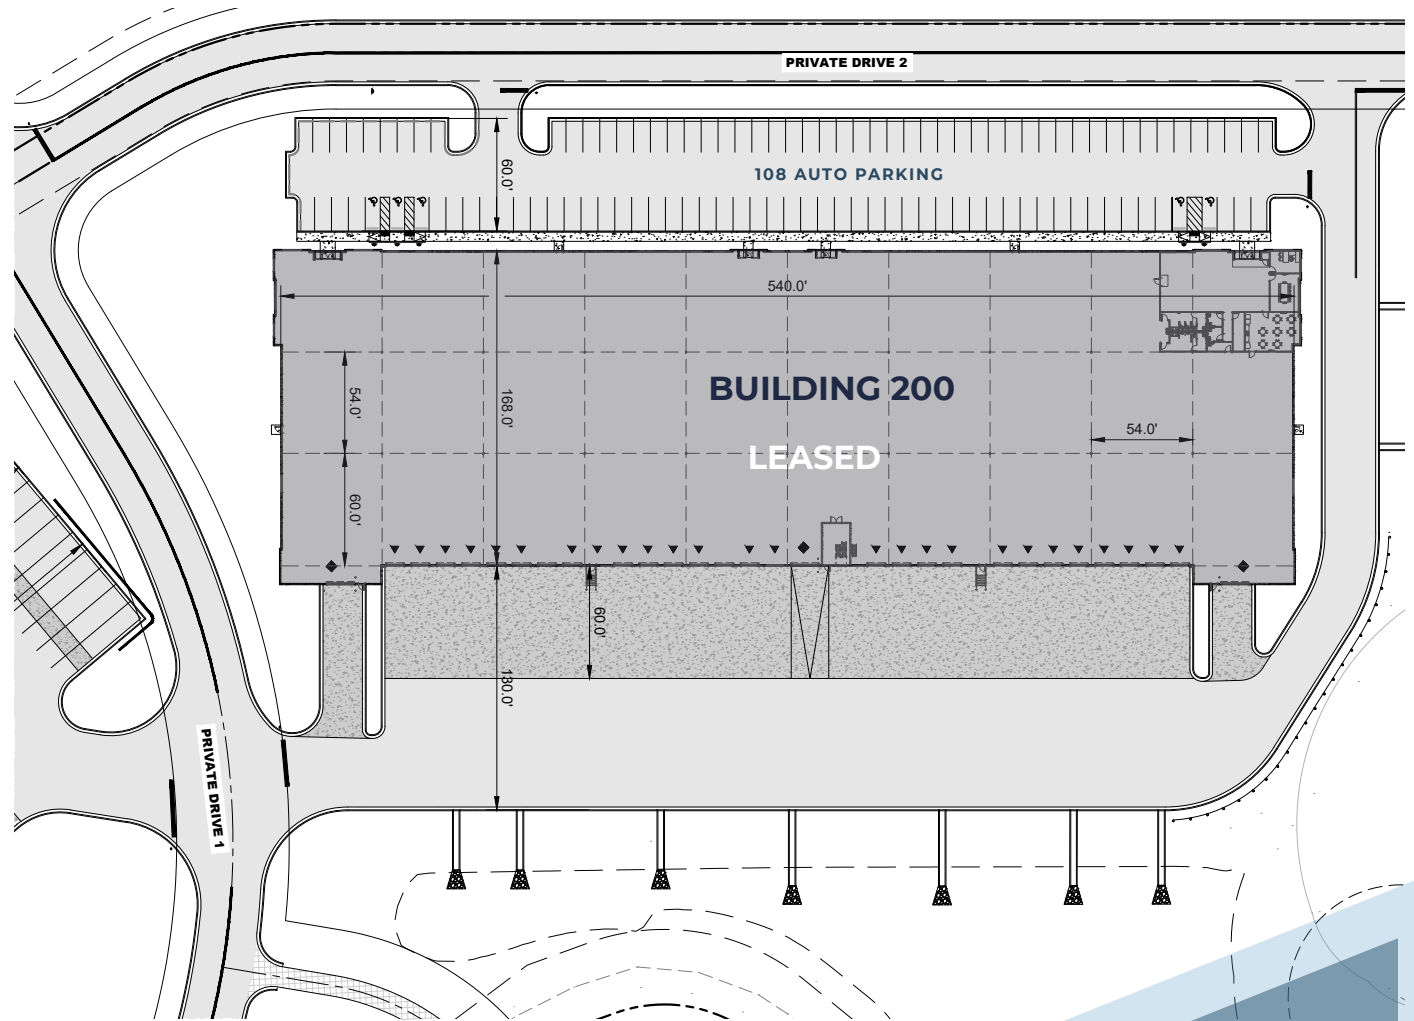 PRIVATE DRIVE 2
60.0'
108 AUTO PARKING
540.0'
54.0'
168.0'
BUILDING 200
54.0'
LEASED
60.0'
60.0'
130.0'
PRIVATE DRIVE 1